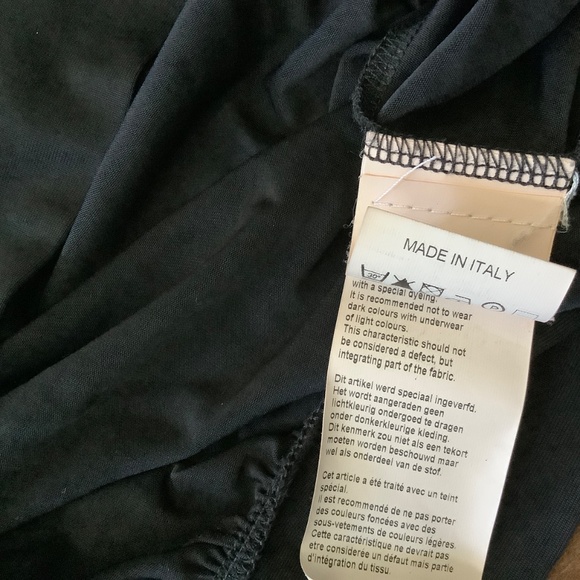 MADE IN ITALY
30°
P
with a special dyeing.
It is recommended not to wear
dark colours with underwear
of light colours.
This characteristic should not
be considered a defect, but
integrating part of the fabric.
Dit artikel werd speciaal ingeverfd.
Het wordt aangeraden geen
lichtkleurig ondergoed te dragen
onder donkerkleurige kleding.
Dit kenmerk zou niet als een tekort
moeten worden beschouwd maar
wel als onderdeel van de stof.
Cet article a été traité avec un teint
spécial.
Il est recommendé de ne pas porter
des couleurs foncées avec des
sous-vetements de couleurs légéres.
Cette caractéristique ne devrait pas
etre considérée un défaut mais partie
d'intégration du tissu.